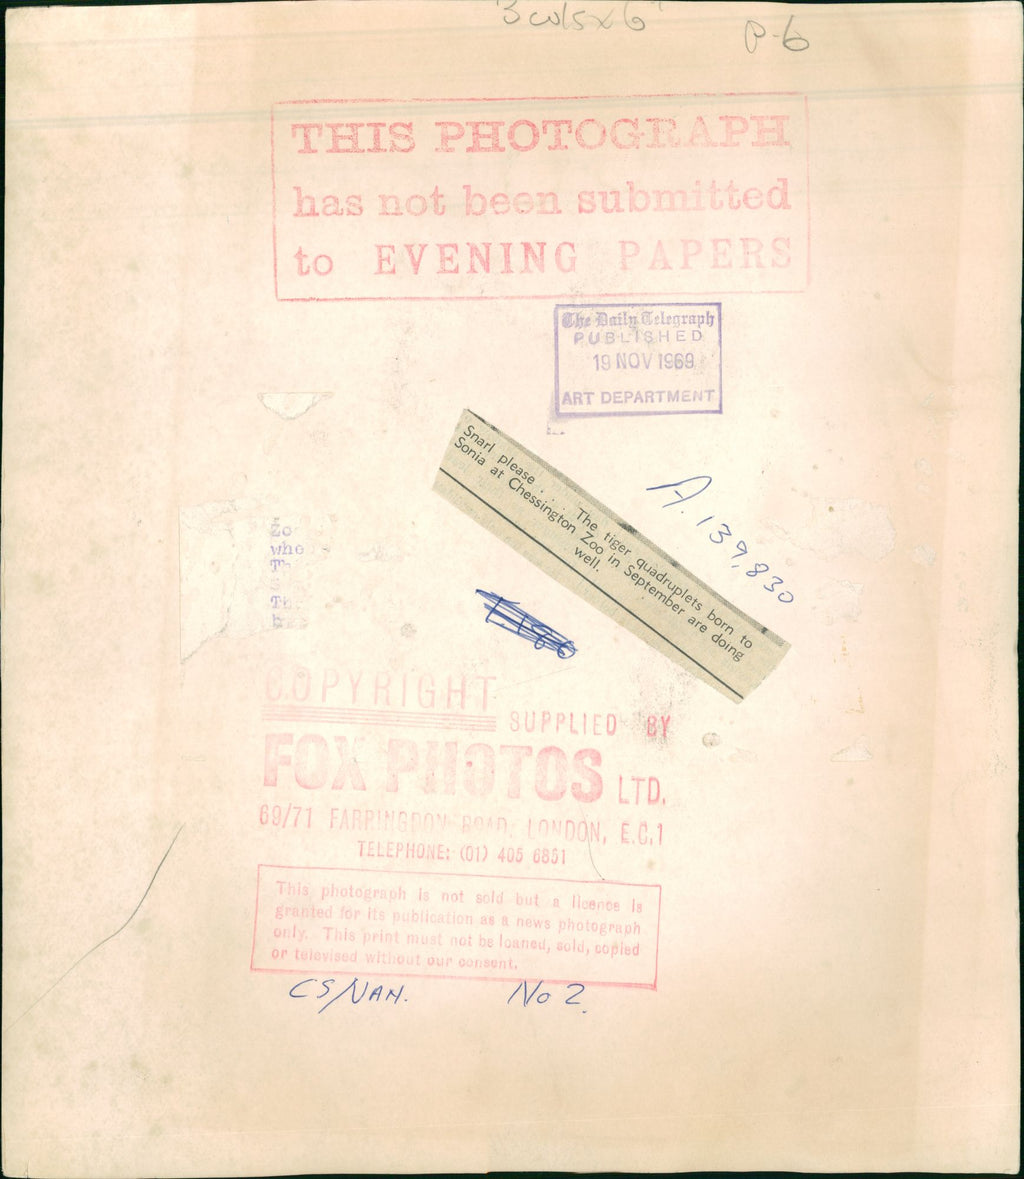 3 cols x 6"
P-6
THIS PHOTOGRAPH
has not been submitted
to EVENING PAPERS
The Daily Telegraph
PUBLISHED
19 NOV 1969
ART DEPARTMENT
Snarl please . . . The tiger quadruplets born to
Sonia at Chessington Zoo in September are doing
well.
A. 139,830
Zo
whe
Th
Th
COPYRIGHT
SUPPLIED BY
FOX PHOTOS LTD.
69/71 FARRINGDON ROAD, LONDON, E.C.1
TELEPHONE: (01) 405 6851
This photograph is not sold but a licence is
granted for its publication as a news photograph
only. This print must not be loaned, sold, copied
or televised without our consent.
CS/NAH. No 2.